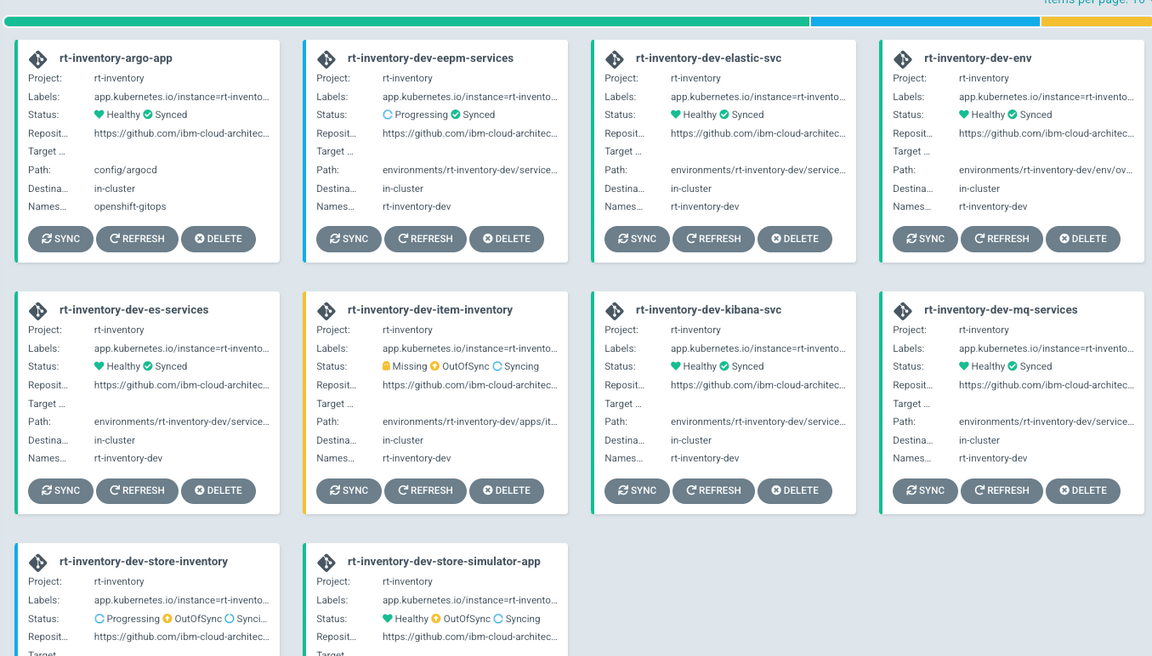 Items per page: 10
rt-inventory-argo-app
Project: rt-inventory
Labels: app.kubernetes.io/instance=rt-invento...
Status: Healthy Synced
Reposit... https://github.com/ibm-cloud-architec...
Target ...
Path: config/argocd
Destina... in-cluster
Names... openshift-gitops
SYNC REFRESH DELETE
rt-inventory-dev-eepm-services
Project: rt-inventory
Labels: app.kubernetes.io/instance=rt-invento...
Status: Progressing Synced
Reposit... https://github.com/ibm-cloud-architec...
Target ...
Path: environments/rt-inventory-dev/service...
Destina... in-cluster
Names... rt-inventory-dev
SYNC REFRESH DELETE
rt-inventory-dev-elastic-svc
Project: rt-inventory
Labels: app.kubernetes.io/instance=rt-invento...
Status: Healthy Synced
Reposit... https://github.com/ibm-cloud-architec...
Target ...
Path: environments/rt-inventory-dev/service...
Destina... in-cluster
Names... rt-inventory-dev
SYNC REFRESH DELETE
rt-inventory-dev-env
Project: rt-inventory
Labels: app.kubernetes.io/instance=rt-invento...
Status: Healthy Synced
Reposit... https://github.com/ibm-cloud-architec...
Target ...
Path: environments/rt-inventory-dev/env/ov...
Destina... in-cluster
Names... rt-inventory-dev
SYNC REFRESH DELETE
rt-inventory-dev-es-services
Project: rt-inventory
Labels: app.kubernetes.io/instance=rt-invento...
Status: Healthy Synced
Reposit... https://github.com/ibm-cloud-architec...
Target ...
Path: environments/rt-inventory-dev/service...
Destina... in-cluster
Names... rt-inventory-dev
SYNC REFRESH DELETE
rt-inventory-dev-item-inventory
Project: rt-inventory
Labels: app.kubernetes.io/instance=rt-invento...
Status: Missing OutOfSync Syncing
Reposit... https://github.com/ibm-cloud-architec...
Target ...
Path: environments/rt-inventory-dev/apps/it...
Destina... in-cluster
Names... rt-inventory-dev
SYNC REFRESH DELETE
rt-inventory-dev-kibana-svc
Project: rt-inventory
Labels: app.kubernetes.io/instance=rt-invento...
Status: Healthy Synced
Reposit... https://github.com/ibm-cloud-architec...
Target ...
Path: environments/rt-inventory-dev/service...
Destina... in-cluster
Names... rt-inventory-dev
SYNC REFRESH DELETE
rt-inventory-dev-mq-services
Project: rt-inventory
Labels: app.kubernetes.io/instance=rt-invento...
Status: Healthy Synced
Reposit... https://github.com/ibm-cloud-architec...
Target ...
Path: environments/rt-inventory-dev/service...
Destina... in-cluster
Names... rt-inventory-dev
SYNC REFRESH DELETE
rt-inventory-dev-store-inventory
Project: rt-inventory
Labels: app.kubernetes.io/instance=rt-invento...
Status: Progressing OutOfSync Synci...
Reposit... https://github.com/ibm-cloud-architec...
Target
rt-inventory-dev-store-simulator-app
Project: rt-inventory
Labels: app.kubernetes.io/instance=rt-invento...
Status: Healthy OutOfSync Syncing
Reposit... https://github.com/ibm-cloud-architec...
Target